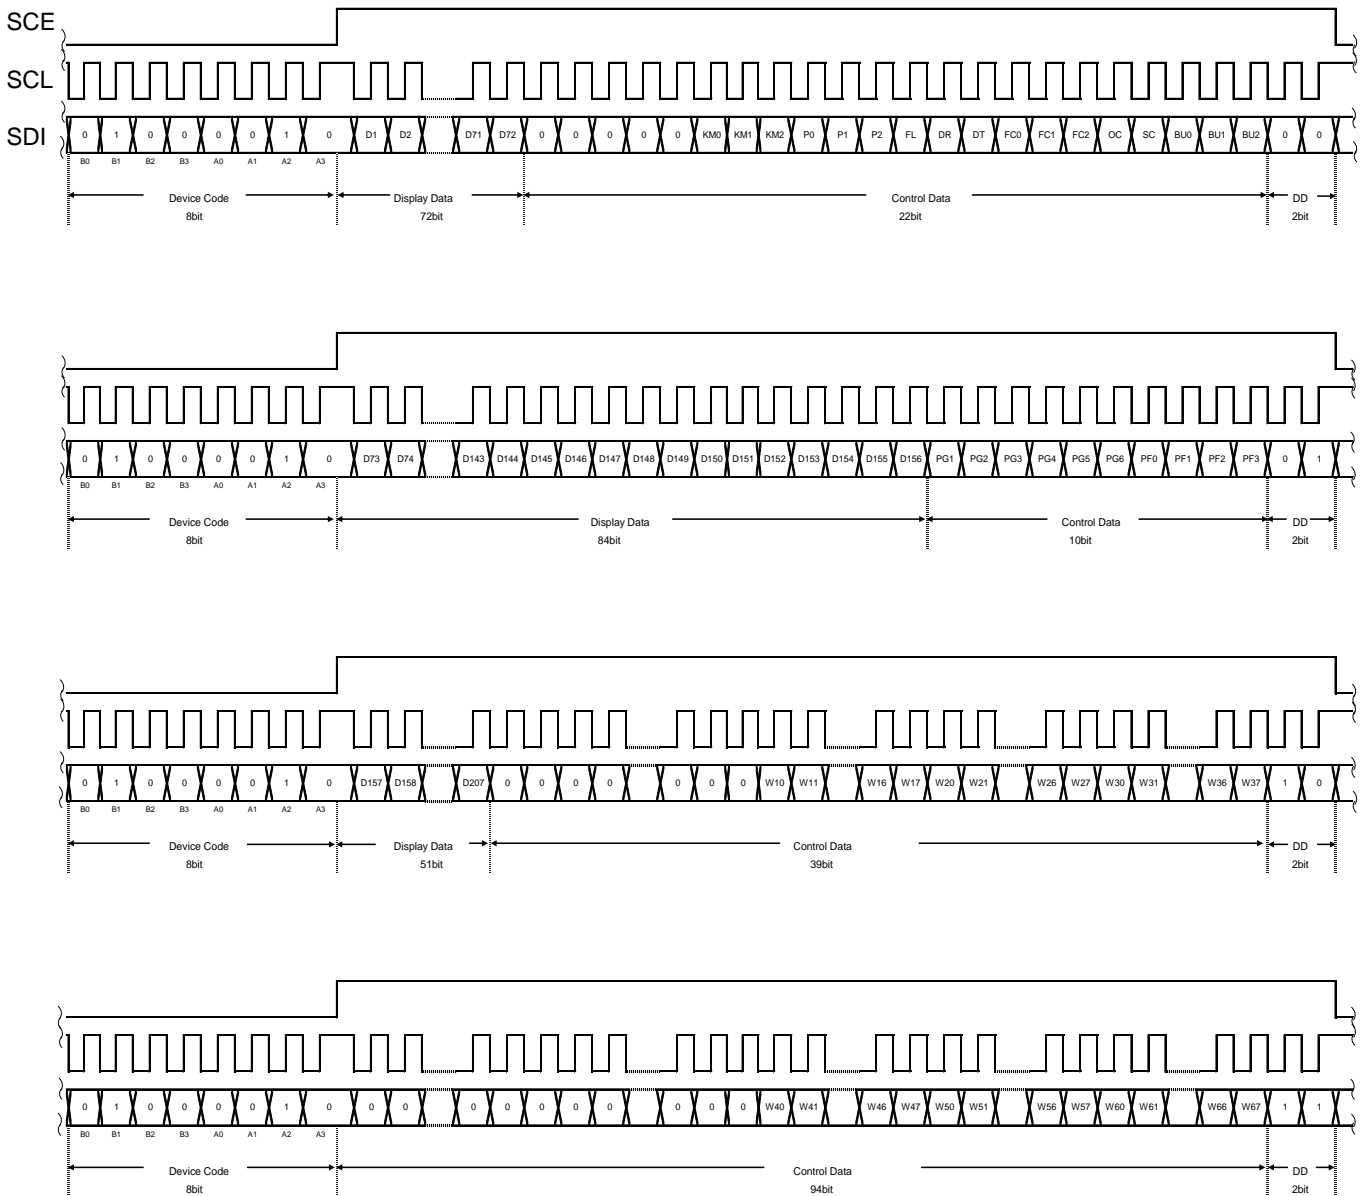 SCE
SCL
SDI
0 1 0 0 0 0 1 0 D1 D2 D71 D72 0 0 0 0 0 KM0 KM1 KM2 P0 P1 P2 FL DR DT FC0 FC1 FC2 OC SC BU0 BU1 BU2 0 0
B0 B1 B2 B3 A0 A1 A2 A3
Device Code Display Data Control Data DD
8bit 72bit 22bit 2bit
0 1 0 0 0 0 1 0 D73 D74 D143 D144 D145 D146 D147 D148 D149 D150 D151 D152 D153 D154 D155 D156 PG1 PG2 PG3 PG4 PG5 PG6 PF0 PF1 PF2 PF3 0 1
B0 B1 B2 B3 A0 A1 A2 A3
Device Code Display Data Control Data DD
8bit 84bit 10bit 2bit
0 1 0 0 0 0 1 0 D157 D158 D207 0 0 0 0 0 0 0 W10 W11 W16 W17 W20 W21 W26 W27 W30 W31 W36 W37 1 0
B0 B1 B2 B3 A0 A1 A2 A3
Device Code Display Data Control Data DD
8bit 51bit 39bit 2bit
0 1 0 0 0 0 1 0 0 0 0 0 0 0 0 0 0 0 W40 W41 W46 W47 W50 W51 W56 W57 W60 W61 W66 W67 1 1
B0 B1 B2 B3 A0 A1 A2 A3
Device Code Control Data DD
8bit 94bit 2bit